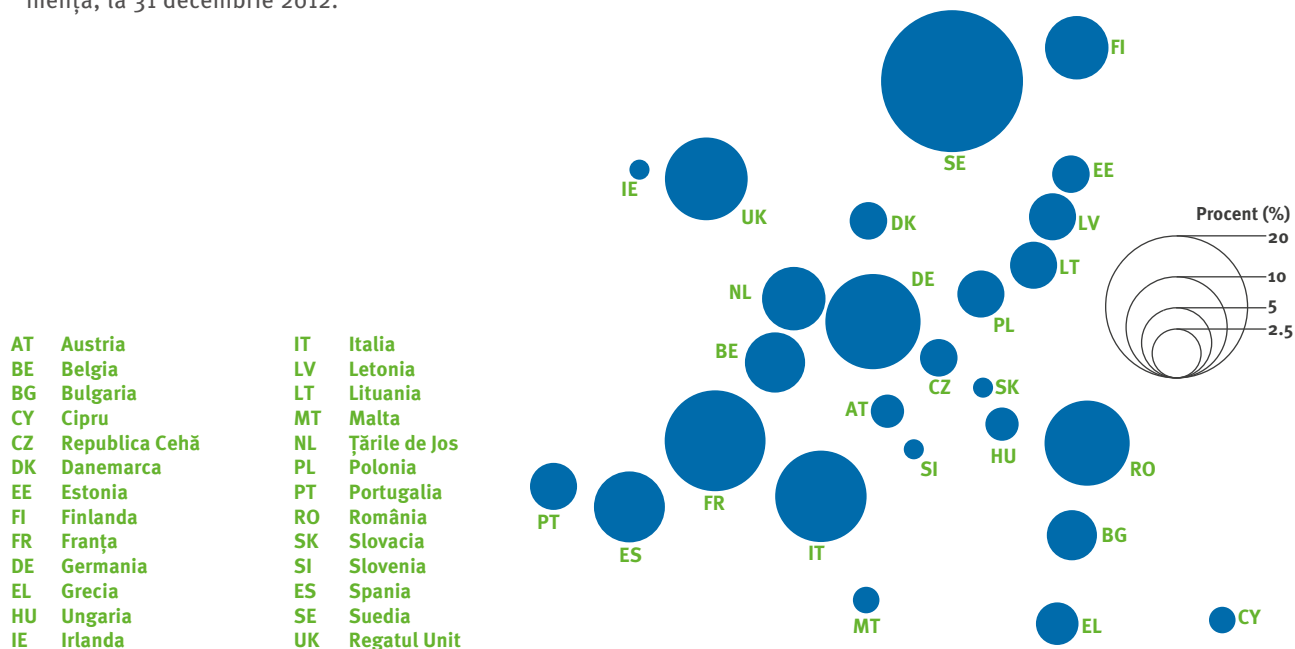 mența, la 31 decembrie 2012.
FI
SE
EE
IE
UK
DK
LV
Procent (%)
20
10
5
2.5
LT
DE
NL
PL
BE
CZ
SK
AT
HU
SI
RO
FR
PT
ES
IT
BG
MT
EL
CY
AT Austria
BE Belgia
BG Bulgaria
CY Cipru
CZ Republica Cehă
DK Danemarca
EE Estonia
FI Finlanda
FR Franța
DE Germania
EL Grecia
HU Ungaria
IE Irlanda
IT Italia
LV Letonia
LT Lituania
MT Malta
NL Țările de Jos
PL Polonia
PT Portugalia
RO România
SK Slovacia
SI Slovenia
ES Spania
SE Suedia
UK Regatul Unit